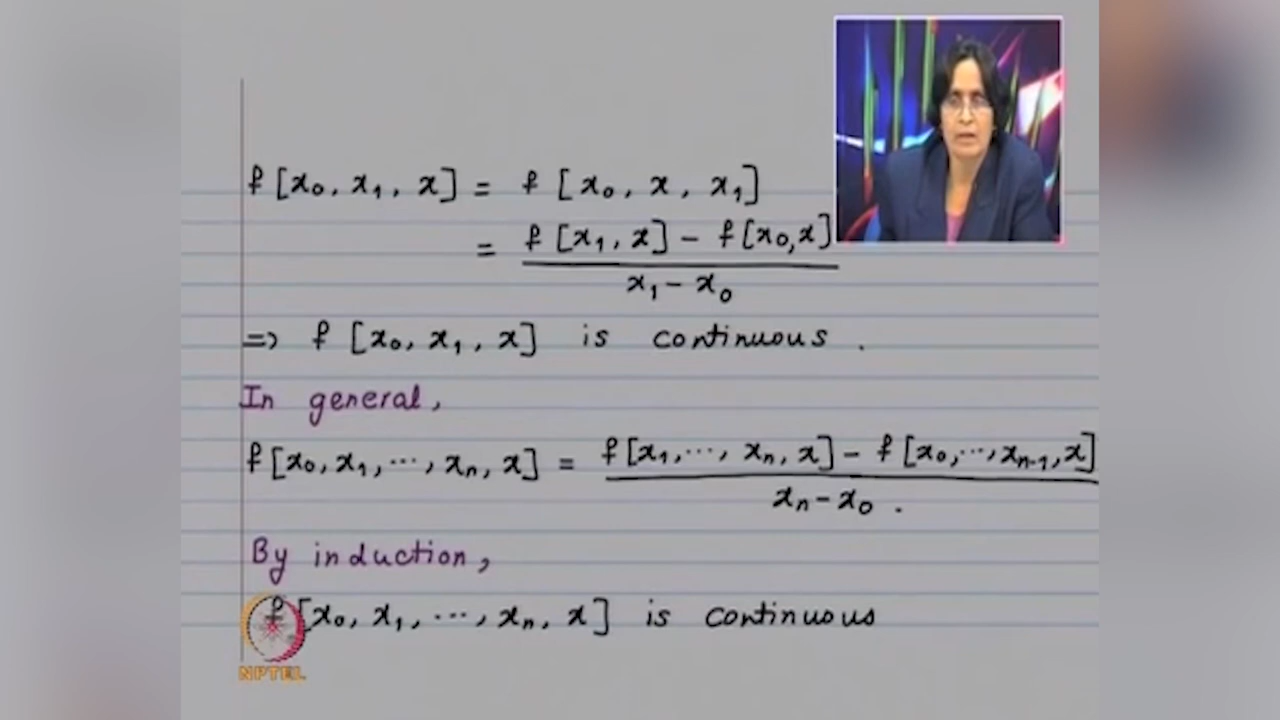 f [x₀, x₁, x] = f [x₀, x, x₁]
= f [x₁, x] - f [x₀, x] / x₁ - x₀
=> f [x₀, x₁, x] is continuous .
In general,
f [x₀, x₁, ..., xₙ, x] = f [x₁, ..., xₙ, x] - f [x₀, .., xₙ₋₁, x] / xₙ - x₀ .
By induction,
f [x₀, x₁, ..., xₙ, x] is continuous
NPTEL